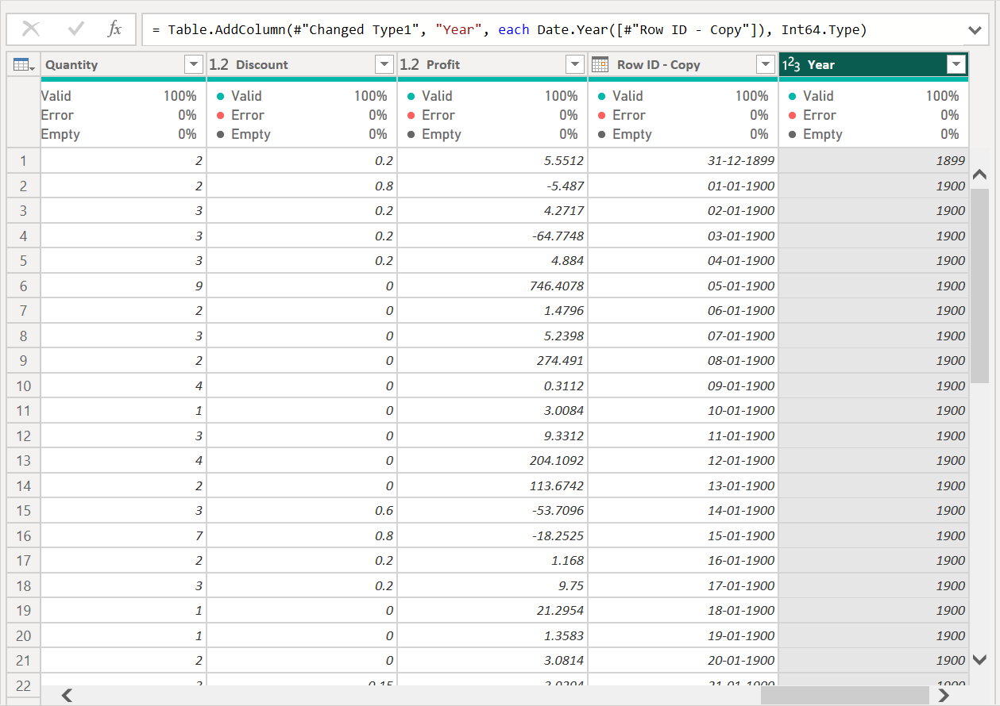 fx = Table.AddColumn(#"Changed Type1", "Year", each Date.Year([#"Row ID - Copy"]), Int64.Type)
Quantity 1.2 Discount 1.2 Profit Row ID - Copy 123 Year
Valid 100% Valid 100% Valid 100% Valid 100% Valid 100%
Error 0% Error 0% Error 0% Error 0% Error 0%
Empty 0% Empty 0% Empty 0% Empty 0% Empty 0%
1 2 0.2 5.5512 31-12-1899 1899
2 2 0.8 -5.487 01-01-1900 1900
3 3 0.2 4.2717 02-01-1900 1900
4 3 0.2 -64.7748 03-01-1900 1900
5 3 0.2 4.884 04-01-1900 1900
6 9 0 746.4078 05-01-1900 1900
7 2 0 1.4796 06-01-1900 1900
8 3 0 5.2398 07-01-1900 1900
9 2 0 274.491 08-01-1900 1900
10 4 0 0.3112 09-01-1900 1900
11 1 0 3.0084 10-01-1900 1900
12 3 0 9.3312 11-01-1900 1900
13 4 0 204.1092 12-01-1900 1900
14 2 0 113.6742 13-01-1900 1900
15 3 0.6 -53.7096 14-01-1900 1900
16 7 0.8 -18.2525 15-01-1900 1900
17 2 0.2 1.168 16-01-1900 1900
18 3 0.2 9.75 17-01-1900 1900
19 1 0 21.2954 18-01-1900 1900
20 1 0 1.3583 19-01-1900 1900
21 2 0 3.0814 20-01-1900 1900
22 0.15 21-01-1900 1900